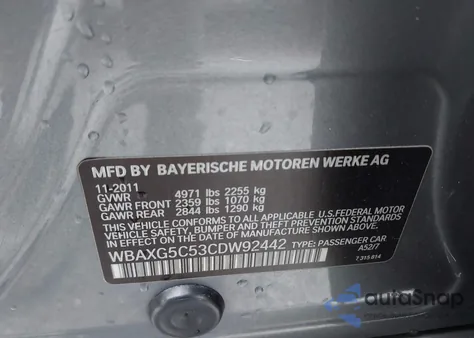 MFD BY BAYERISCHE MOTOREN WERKE AG
11-2011
GVWR 4971 lbs 2255 kg
GAWR FRONT 2359 lbs 1070 kg
GAWR REAR 2844 lbs 1290 kg
THIS VEHICLE CONFORMS TO ALL APPLICABLE U.S.FEDERAL MOTOR
VEHICLE SAFETY, BUMPER, AND THEFT PREVENTION STANDARDS
IN EFFECT ON THE DATE OF MANUFACTURE SHOWN ABOVE.
WBAXG5C53CDW92442 TYPE: PASSENGER CAR
A52/7
7 315 614
autoSnap